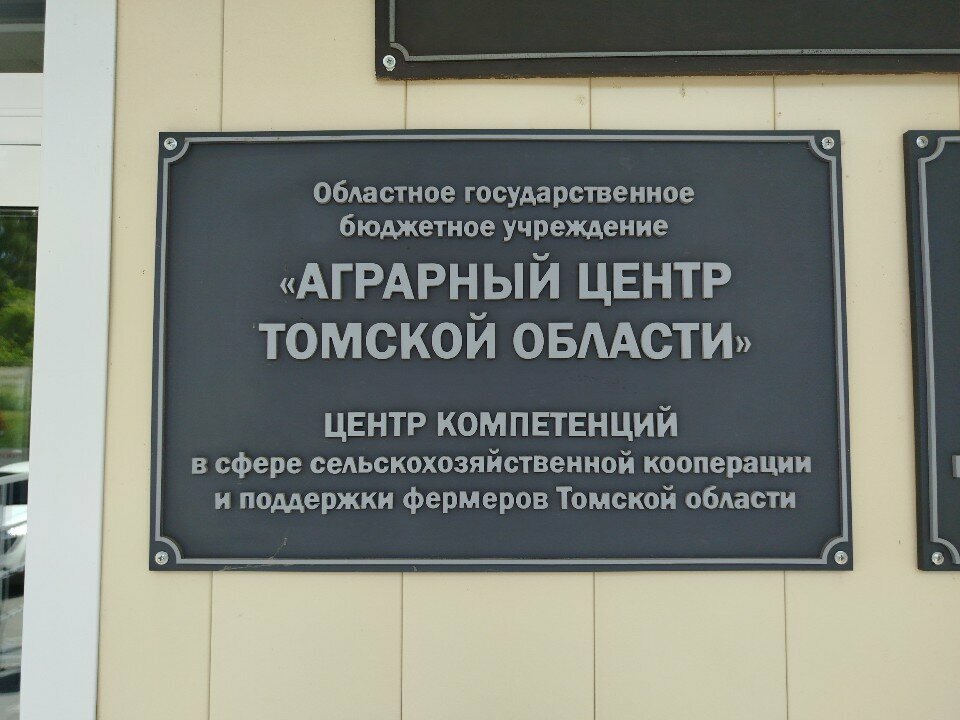 Областное государственное
бюджетное учреждение
«АГРАРНЫЙ ЦЕНТР
ТОМСКОЙ ОБЛАСТИ»
ЦЕНТР КОМПЕТЕНЦИЙ
в сфере сельскохозяйственной кооперации
и поддержки фермеров Томской области